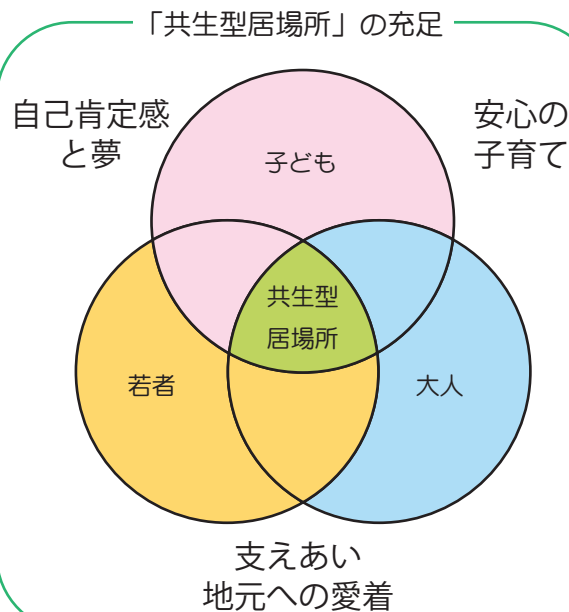 「共生型居場所」の充足
自己肯定感
と夢
安心の
子育て
子ども
共生型
居場所
若者
大人
支えあい
地元への愛着